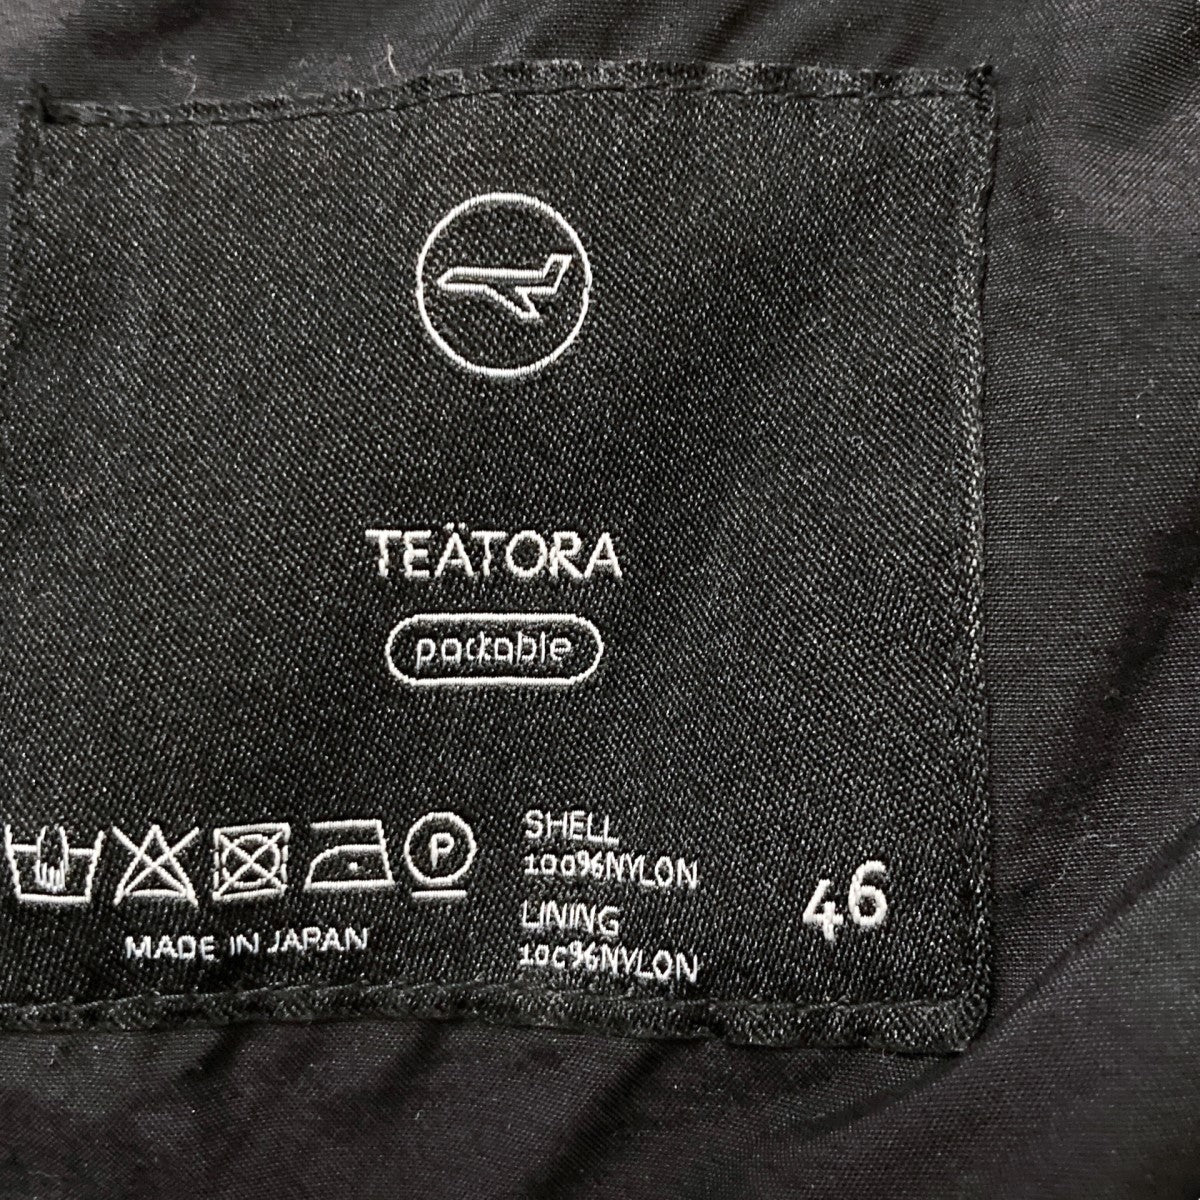 TEÄTORA
packable
P
MADE IN JAPAN
SHELL
100%NYLON
LINING
100%NYLON
46